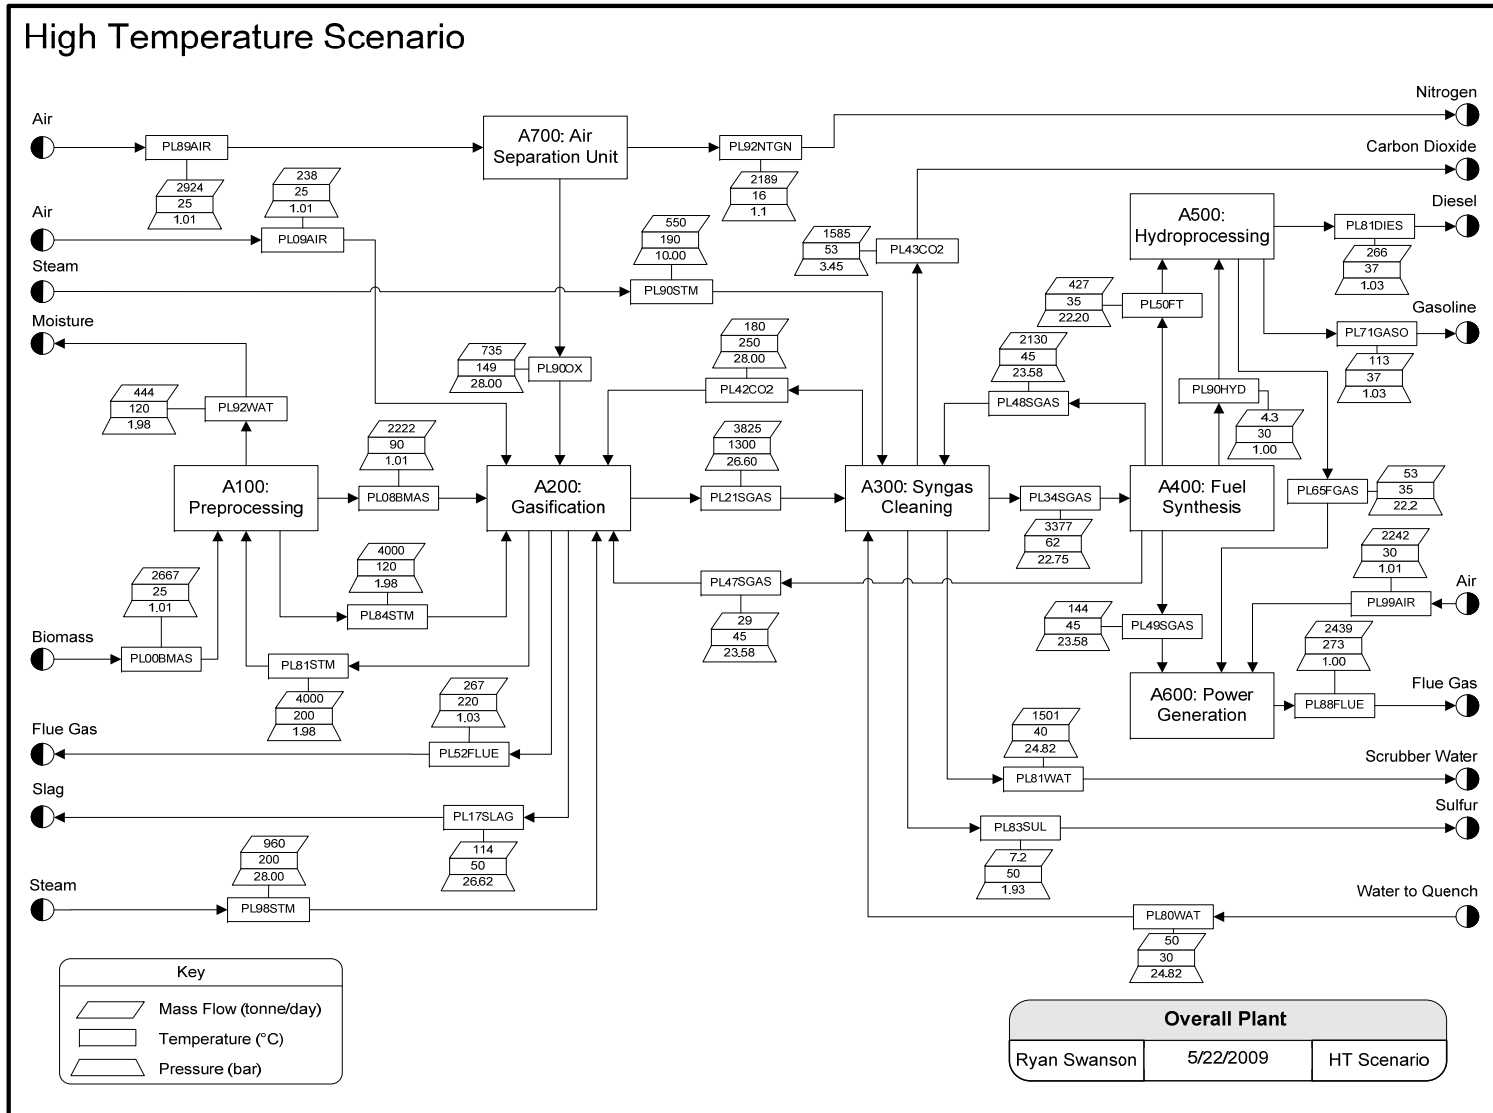 High Temperature Scenario
Air
PL89AIR
2924
25
1.01
A700: Air
Separation Unit
PL92NTGN
2189
16
1.1
Nitrogen
Carbon Dioxide
Air
238
25
1.01
PL09AIR
Steam
550
190
10.00
PL90STM
1585
53
3.45
PL43CO2
A500:
Hydroprocessing
PL81DIES
266
37
1.03
Diesel
Moisture
427
35
22.20
PL50FT
Gasoline
PL71GASO
113
37
1.03
735
149
28.00
PL90OX
180
250
28.00
PL42CO2
2130
45
23.58
PL48SGAS
PL90HYD
4.3
30
1.00
444
120
1.98
PL92WAT
2222
90
1.01
PL08BMAS
3825
1300
26.60
PL21SGAS
A100:
Preprocessing
A200:
Gasification
A300: Syngas
Cleaning
PL34SGAS
3377
62
22.75
A400: Fuel
Synthesis
PL65FGAS
53
35
22.2
2667
25
1.01
Biomass
PL00BMAS
4000
120
1.98
PL84STM
PL47SGAS
29
45
23.58
144
45
23.58
PL49SGAS
2242
30
1.01
PL99AIR
Air
PL81STM
4000
200
1.98
A600: Power
Generation
2439
273
1.00
PL88FLUE
Flue Gas
Flue Gas
267
220
1.03
PL52FLUE
1501
40
24.82
PL81WAT
Scrubber Water
Slag
PL17SLAG
114
50
26.62
PL83SUL
7.2
50
1.93
Sulfur
Steam
960
200
28.00
PL98STM
Water to Quench
PL80WAT
50
30
24.82
Key
Mass Flow (tonne/day)
Temperature (°C)
Pressure (bar)
Overall Plant
Ryan Swanson
5/22/2009
HT Scenario